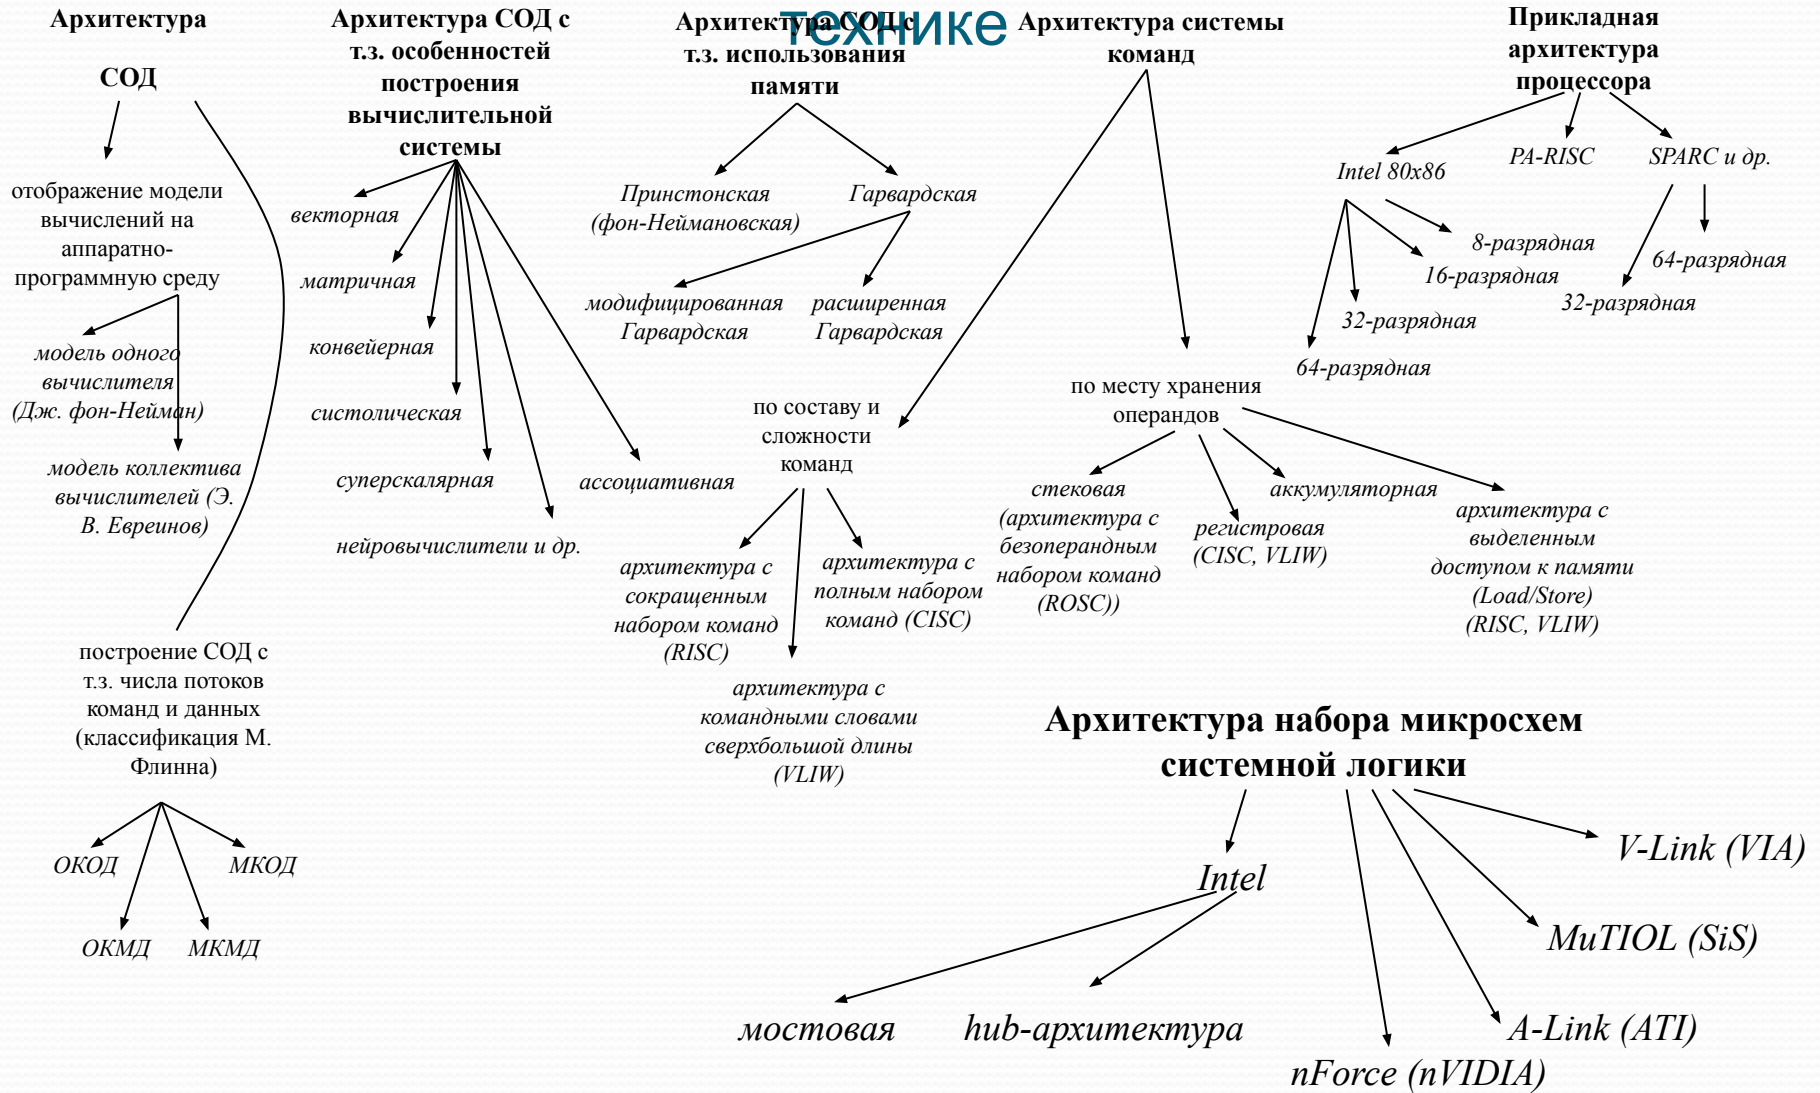 технике
Архитектура
СОД
отображение модели
вычислений на
аппаратно-
программную среду
модель одного
вычислителя
(Дж. фон-Нейман)
модель коллектива
вычислителей (Э.
В. Евреинов)
построение СОД с
т.з. числа потоков
команд и данных
(классификация М.
Флинна)
ОКОД
МКОД
ОКМД
МКМД
Архитектура СОД с
т.з. особенностей
построения
вычислительной
системы
векторная
матричная
конвейерная
систолическая
суперскалярная
нейровычислители и др.
ассоциативная
Архитектура СОД с
т.з. использования
памяти
Принстонская
(фон-Неймановская)
Гарвардская
модифицированная
Гарвардская
расширенная
Гарвардская
Архитектура системы
команд
по составу и
сложности
команд
архитектура с
сокращенным
набором команд
(RISC)
архитектура с
полным набором
команд (CISC)
архитектура с
командными словами
сверхбольшой длины
(VLIW)
по месту хранения
операндов
стековая
(архитектура с
безоперандным
набором команд
(ROSC))
регистровая
(CISC, VLIW)
аккумуляторная
архитектура с
выделенным
доступом к памяти
(Load/Store)
(RISC, VLIW)
Прикладная
архитектура
процессора
Intel 80x86
PA-RISC
SPARC и др.
8-разрядная
16-разрядная
32-разрядная
64-разрядная
64-разрядная
32-разрядная
Архитектура набора микросхем
системной логики
Intel
мостовая
hub-архитектура
nForce (nVIDIA)
A-Link (ATI)
MuTIOL (SiS)
V-Link (VIA)